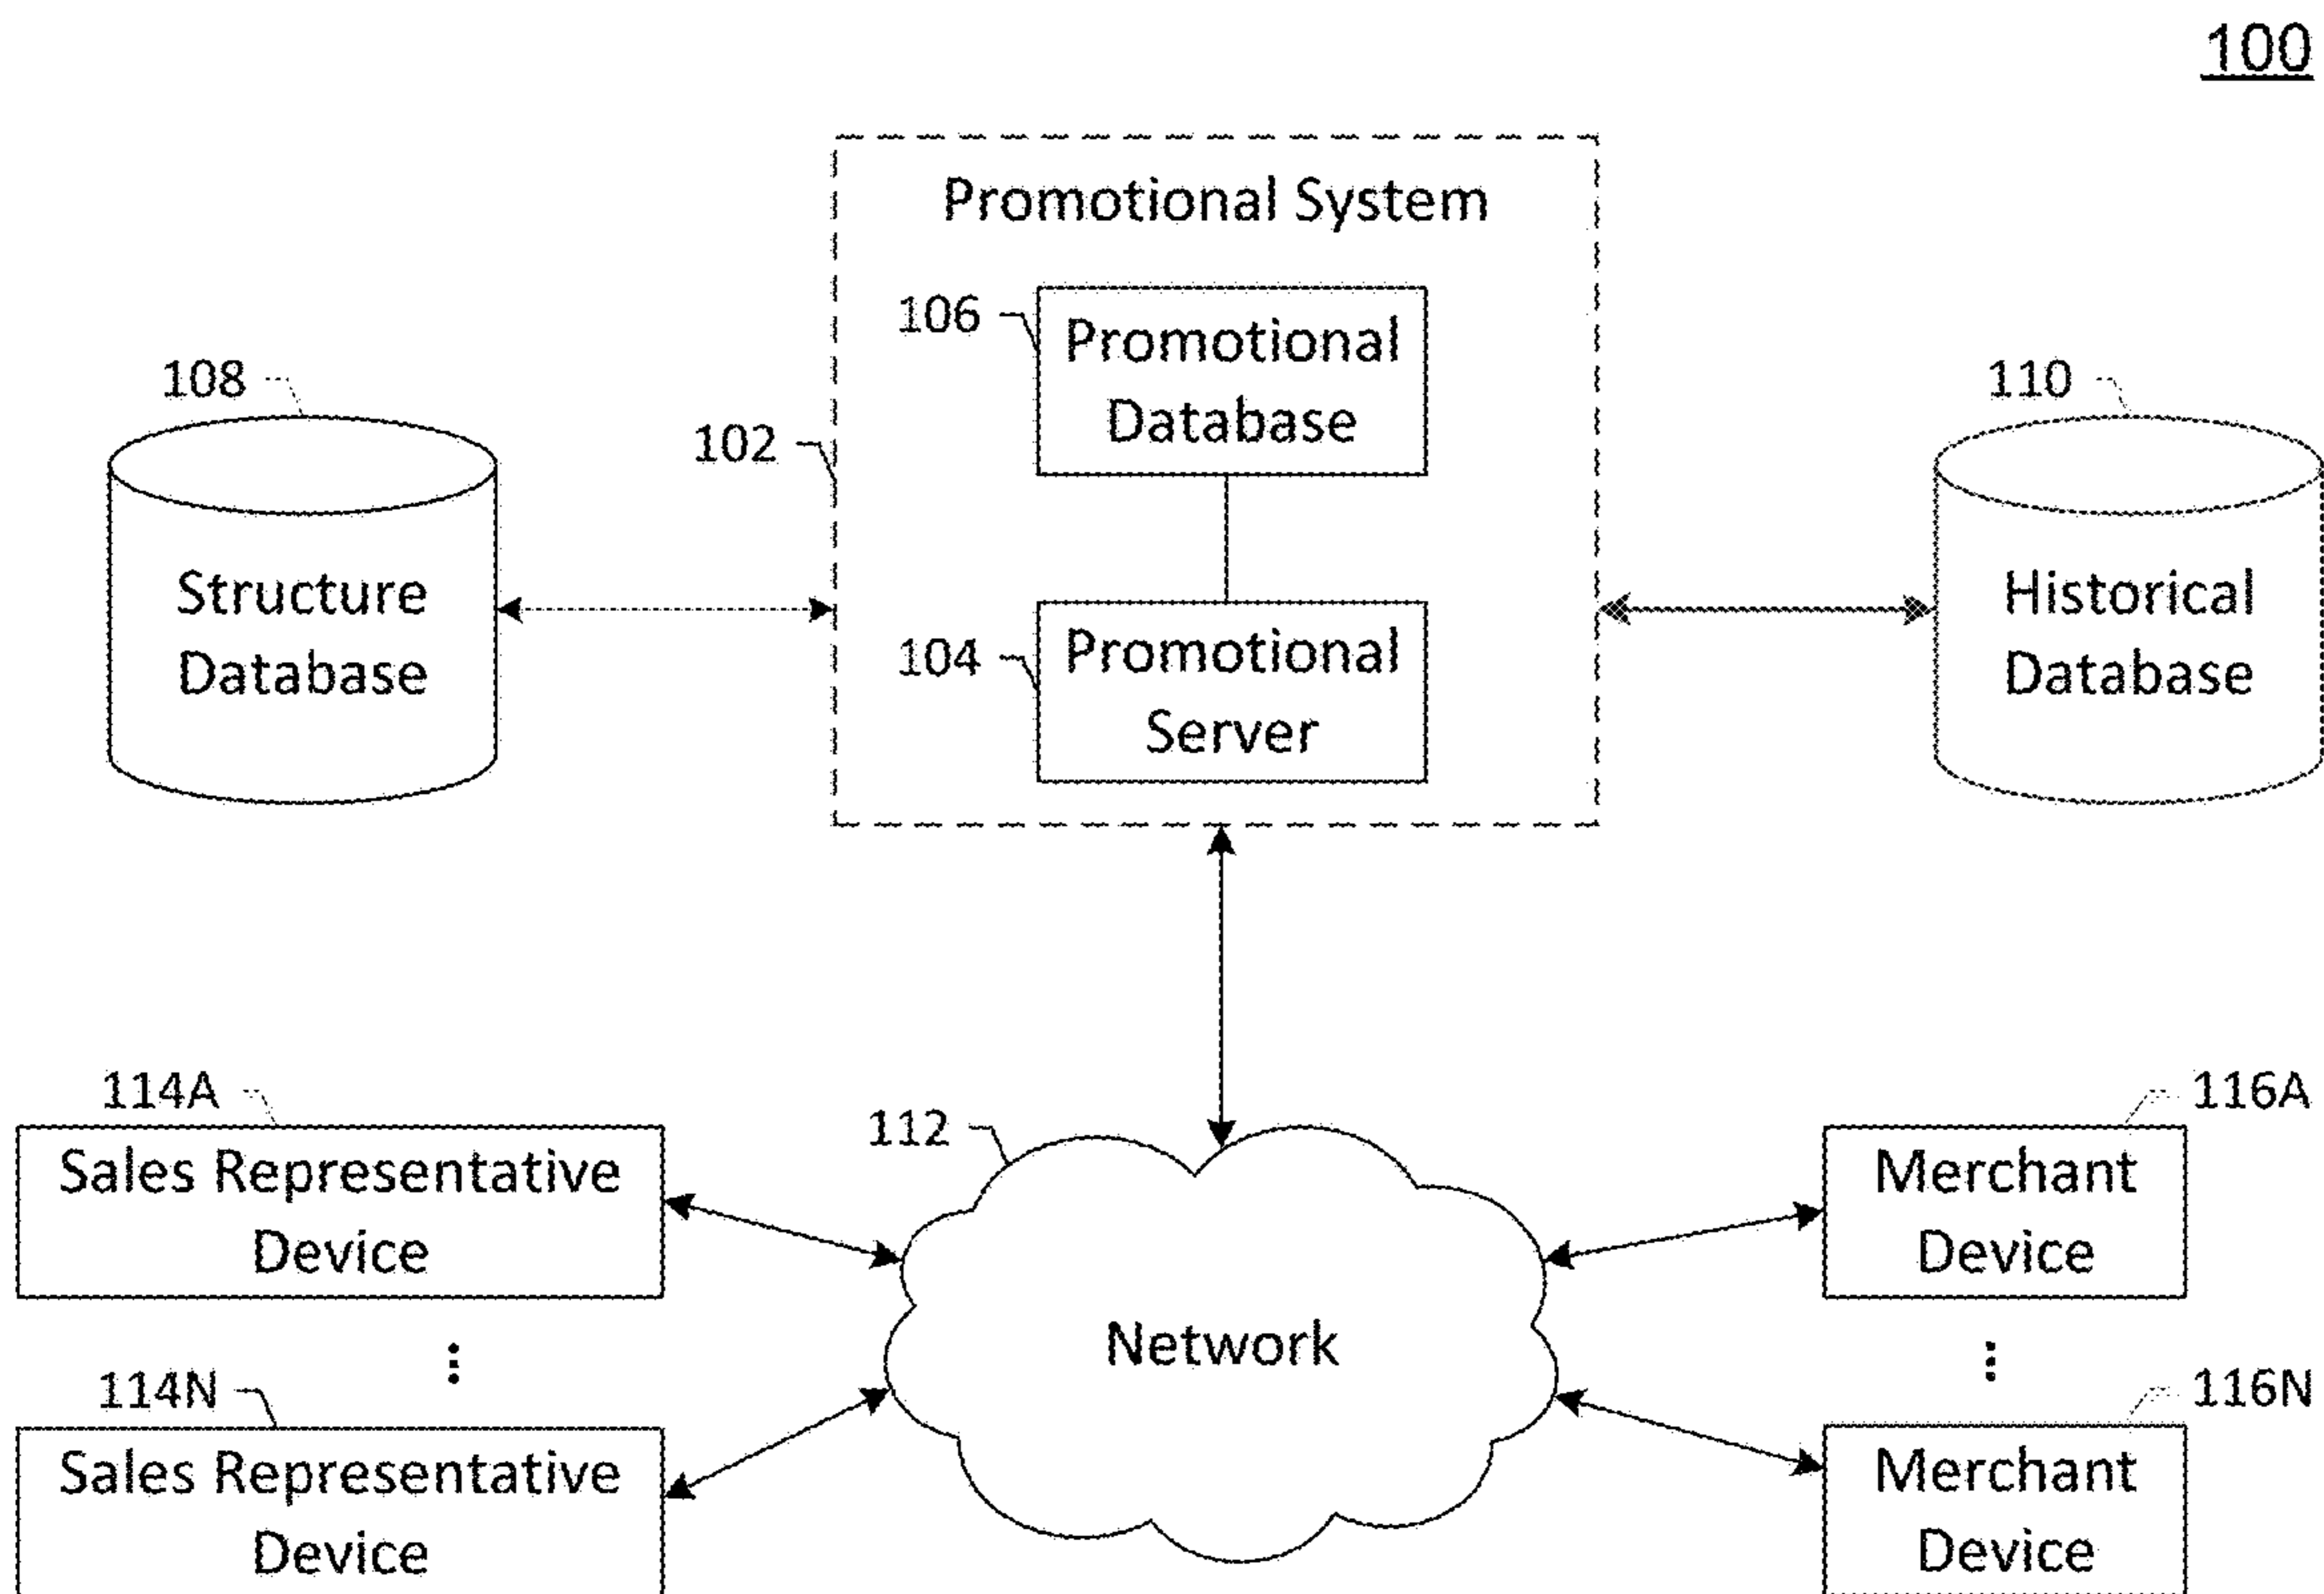 100
Promotional System
106
Promotional
Database
108
110
102
Structure
Database
Historical
Database
104
Promotional
Server
114A
112
116A
Sales Representative
Device
Merchant
Device
Network
114N
116N
Sales Representative
Device
Merchant
Device